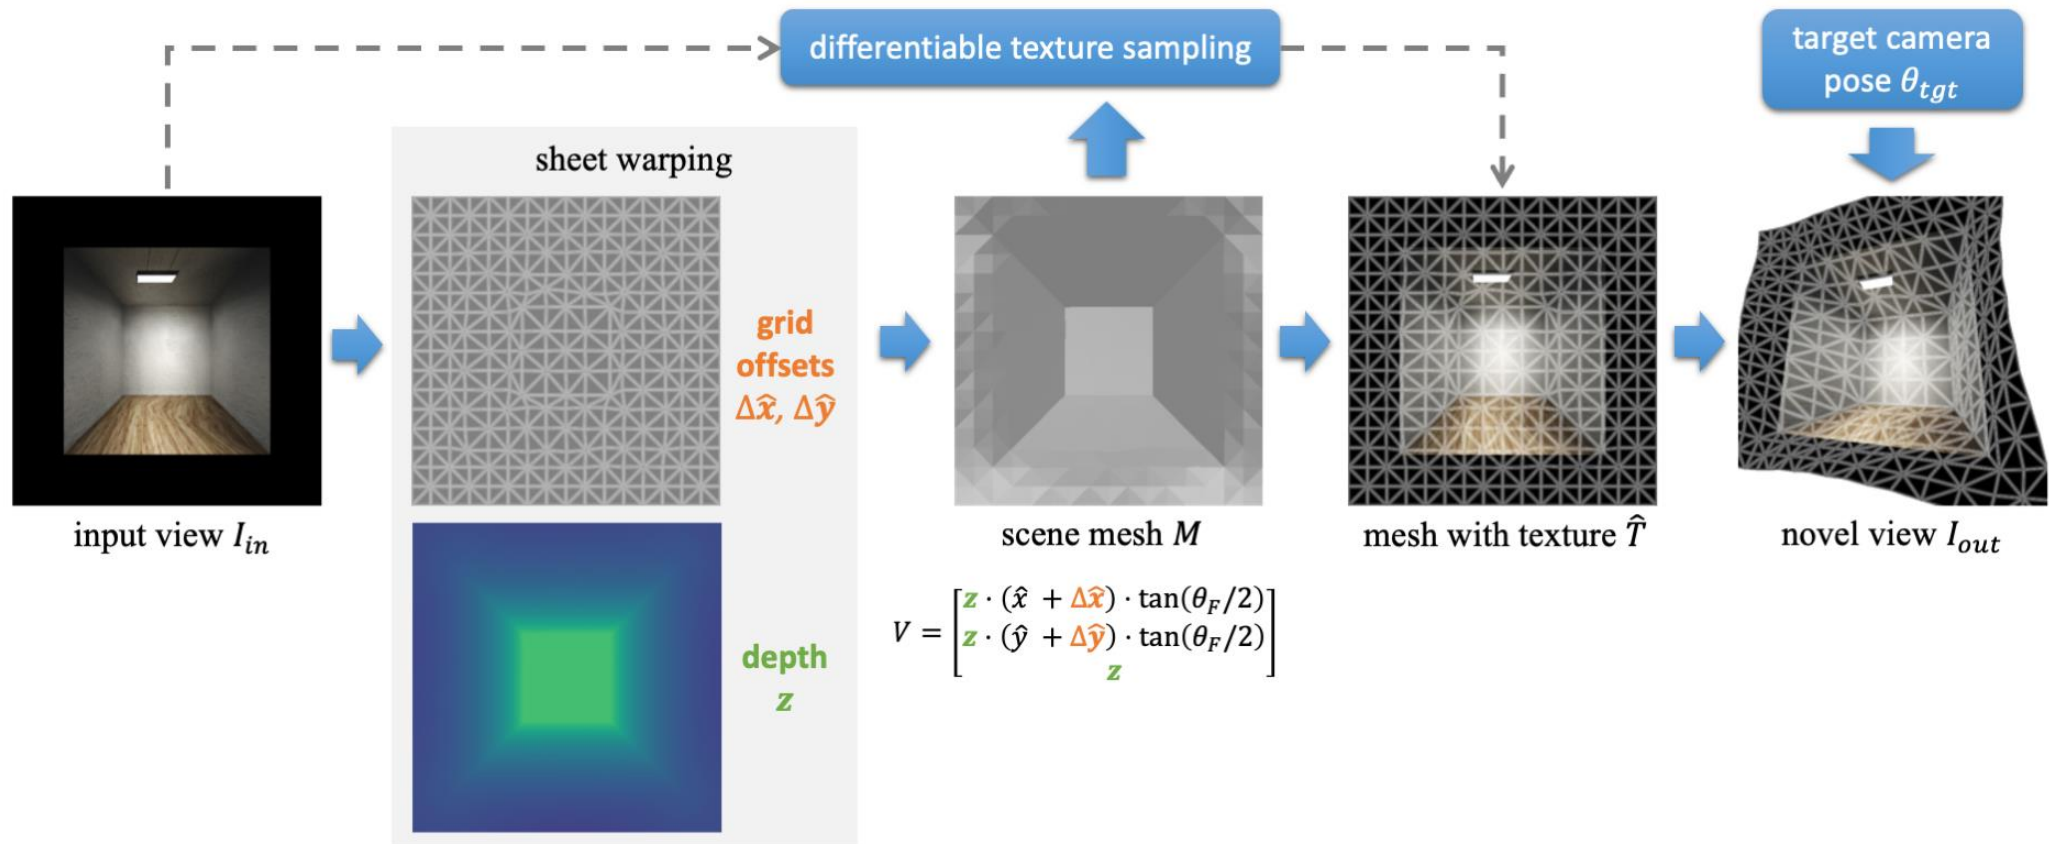 differentiable texture sampling
target camera
pose θ_tgt
sheet warping
grid
offsets
Δx̂, Δŷ
depth
z
input view I_in
scene mesh M
mesh with texture T̂
novel view I_out
V = [z · (x̂ + Δx̂) · tan(θ_F/2)
z · (ŷ + Δŷ) · tan(θ_F/2)
z]